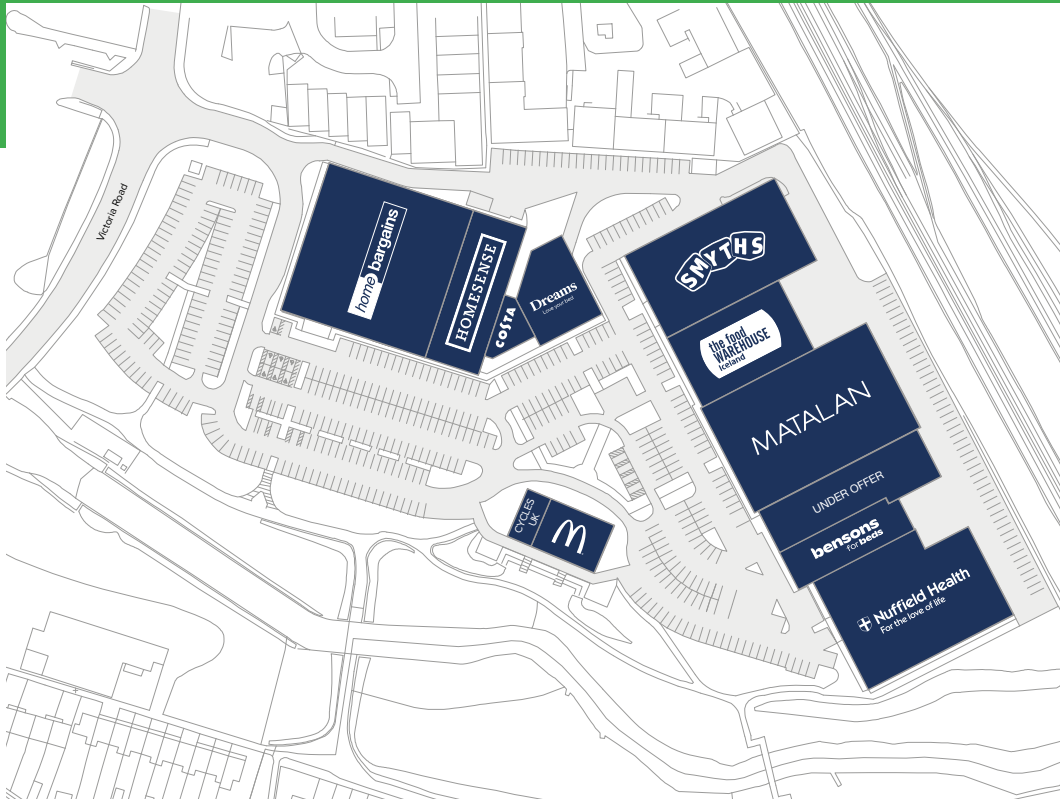 Victoria Road
home bargains
HOMESENSE
COSTA
Dreams
Love your bed
SMYTHS
the food
WAREHOUSE
Iceland
MATALAN
UNDER OFFER
bensons
for beds
CYCLES
UK
M
Nuffield Health
For the love of life